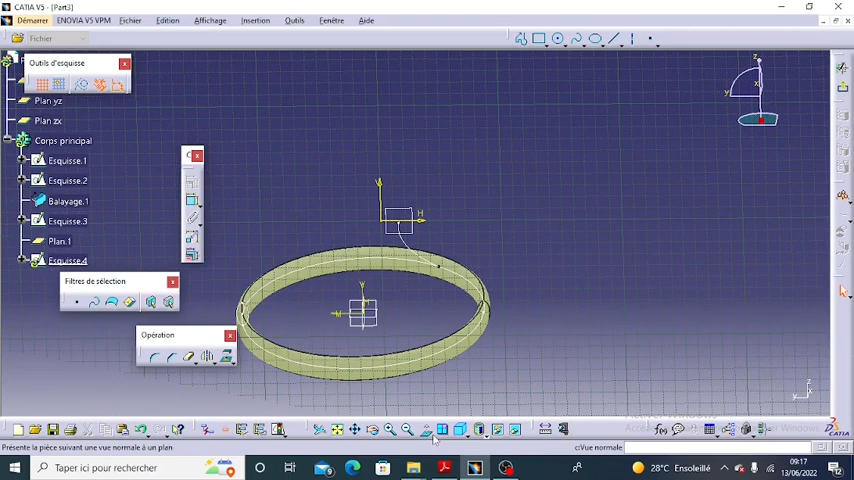 CATIA V5 - [Part3]
Démarrer ENOVIA V5 VPM Fichier Edition Affichage Insertion Outils Fenêtre Aide
Fichier
Outils d'esquisse
Plan yz
Plan zx
Corps principal
Esquisse.1
Esquisse.2
Balayage.1
Esquisse.3
Plan.1
Esquisse.4
Filtres de sélection
Opération
V
H
V
H
z
x
y
z
x
y
CATIA
Présente la pièce suivant une vue normale à un plan
c:Vue normale
Taper ici pour rechercher
28°C Ensoleillé
09:17
13/06/2022